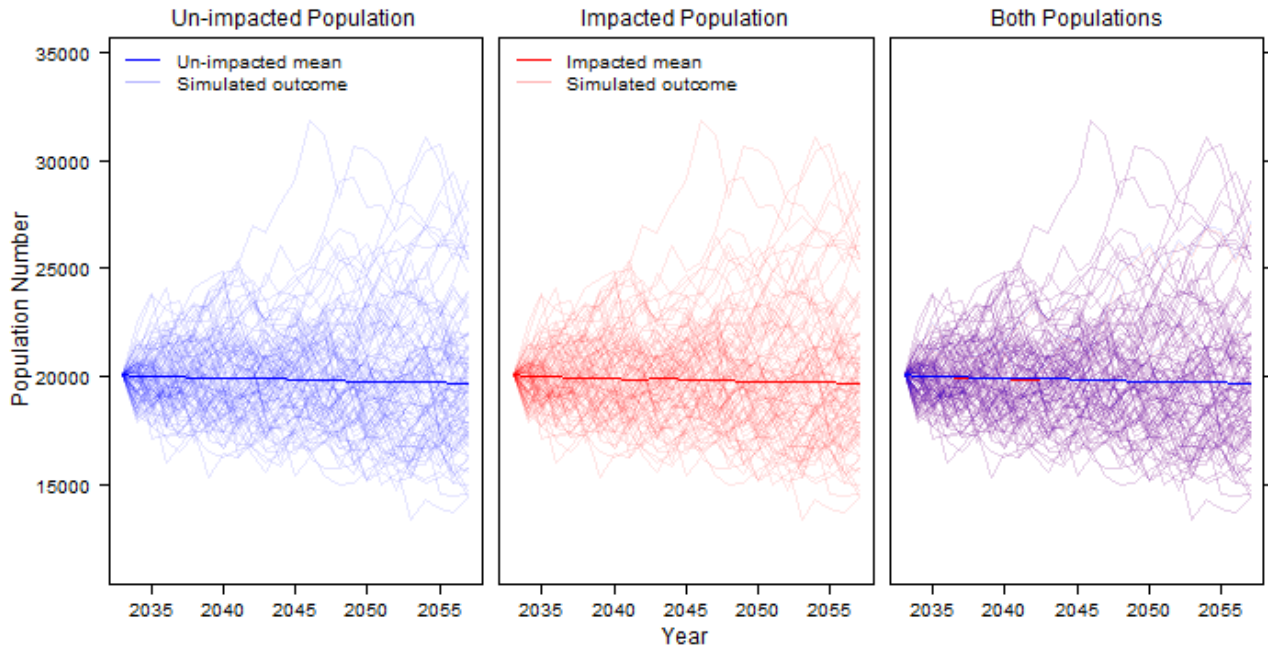 Un-impacted Population
Impacted Population
Both Populations
Un-impacted mean
Simulated outcome
Impacted mean
Simulated outcome
Population Number
35000
30000
25000
20000
15000
2035 2040 2045 2050 2055
2035 2040 2045 2050 2055
2035 2040 2045 2050 2055
Year